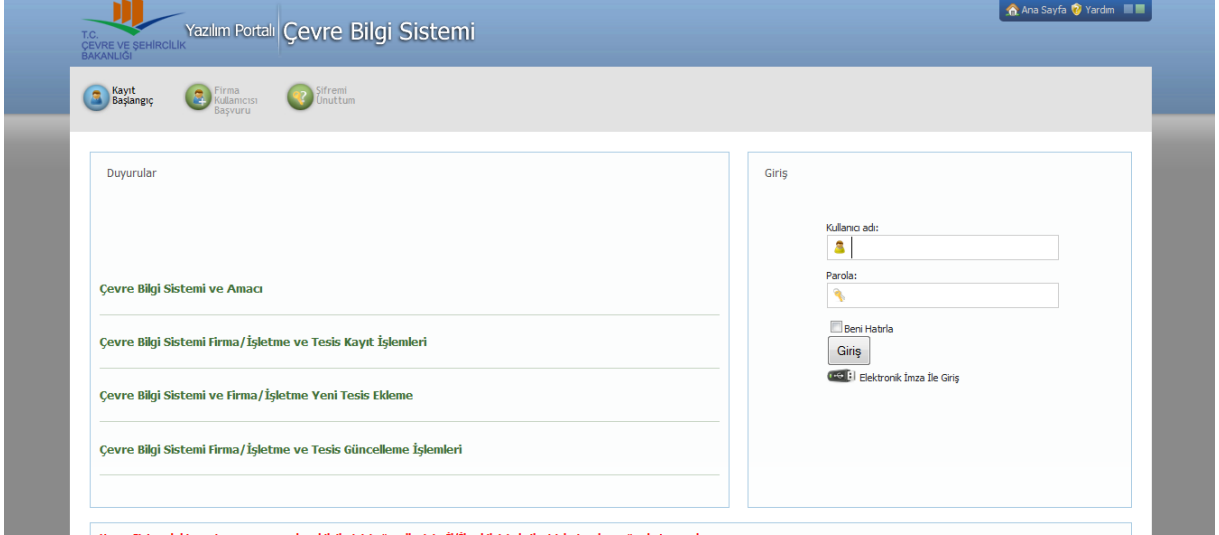 Ana Sayfa Yardım
T.C.
ÇEVRE VE ŞEHİRCİLİK
BAKANLIĞI
Yazılım Portalı Çevre Bilgi Sistemi
Kayıt
Başlangıç
Firma
Kullanıcısı
Başvuru
Şifremi
Unuttum
Duyurular
Çevre Bilgi Sistemi ve Amacı
Çevre Bilgi Sistemi Firma/İşletme ve Tesis Kayıt İşlemleri
Çevre Bilgi Sistemi ve Firma/İşletme Yeni Tesis Ekleme
Çevre Bilgi Sistemi Firma/İşletme ve Tesis Güncelleme İşlemleri
Giriş
Kullanıcı adı:
Parola:
Beni Hatırla
Giriş
Elektronik İmza İle Giriş